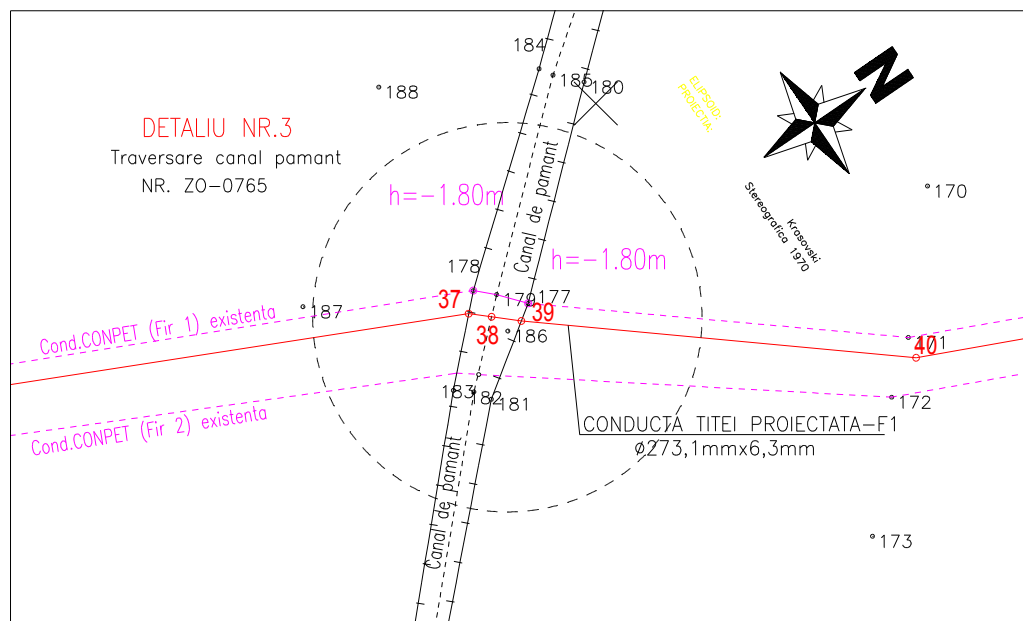 184
185
180
188
ELIPSOID:
PROIECTIA:
N
DETALIU NR.3
Traversare canal pamant
NR. ZO-0765
h=-1.80m
Canal de pamant
170
Krasovski
Stereografica 1970
h=-1.80m
178
179
177
187
37
38
39
186
Cond.CONPET (Fir 1) existenta
171
40
183
182
181
172
Cond.CONPET (Fir 2) existenta
CONDUCTA TITEI PROIECTATA-F1
Ø273,1mmx6,3mm
Canal de pamant
173